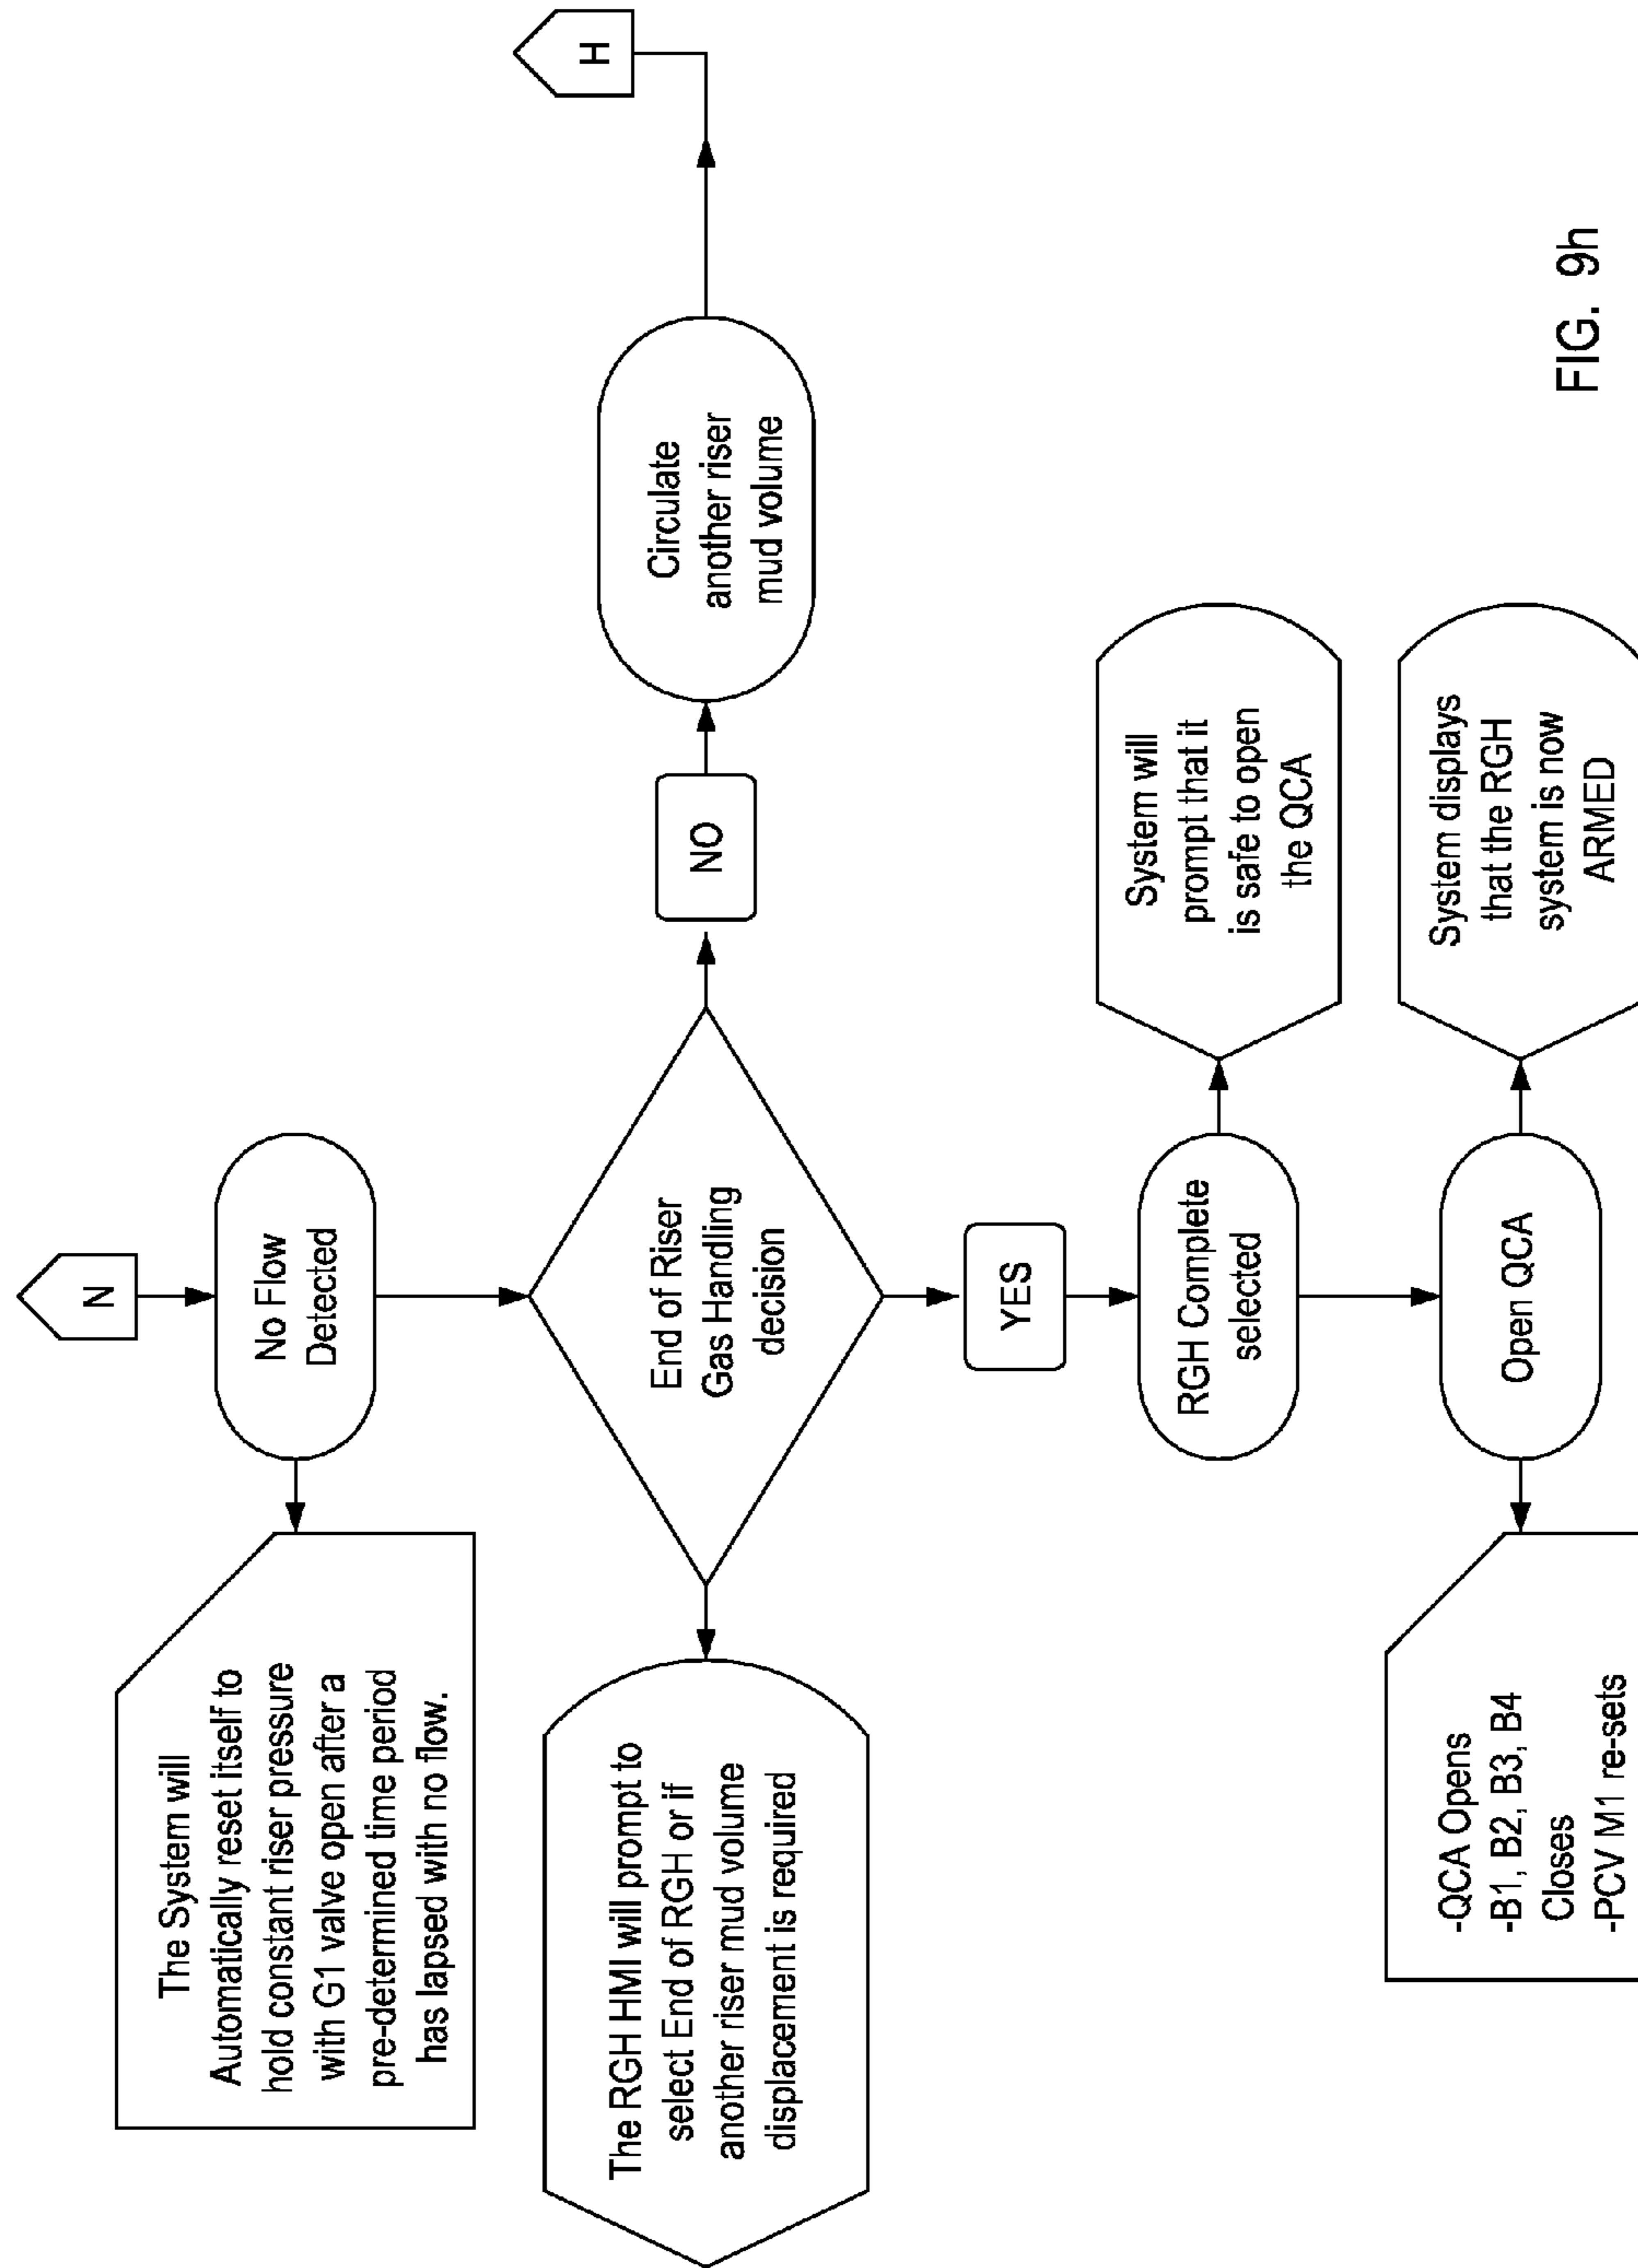 N
No Flow
Detected
The System will
Automatically reset itself to
hold constant riser pressure
with G1 valve open after a
pre-determined time period
has lapsed with no flow.
End of Riser
Gas Handling
decision
The RGH HMI will prompt to
select End of RGH or if
another riser mud volume
displacement is required
NO
Circulate
another riser
mud volume
H
YES
RGH Complete
selected
System will
prompt that it
is safe to open
the QCA
Open QCA
-QCA Opens
-B1, B2, B3, B4
Closes
-PCV M1 re-sets
System displays
that the RGH
system is now
ARMED
FIG. 9h